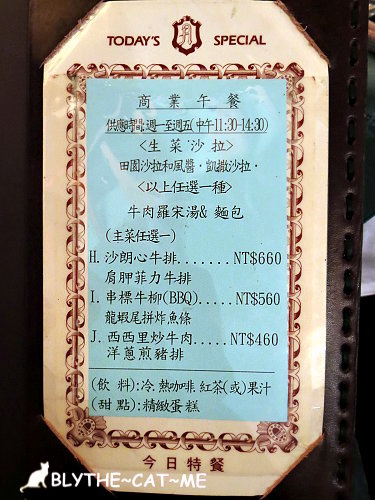 TODAY'S SPECIAL
商業午餐
供應時間:週一至週五(中午11:30-14:30)
<生菜沙拉>
田園沙拉和風醬·凱撒沙拉·
<以上任選一種>
牛肉羅宋湯& 麵包
(主菜任選一)
H. 沙朗心牛排.......NT$660
肩胛菲力牛排
I. 串標牛柳(BBQ).....NT$560
龍蝦尾拼炸魚條
J. 西西里炒牛肉.....NT$460
洋蔥煎豬排
(飲 料):冷.熱咖啡.紅茶(或)果汁
(甜 點):精緻蛋糕
今日特餐
BLYTHE~CAT~ME